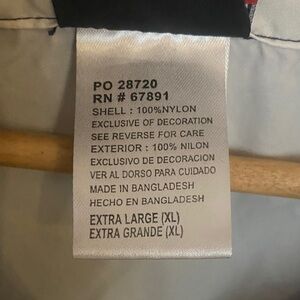 PO 28720
RN # 67891
SHELL : 100%NYLON
EXCLUSIVE OF DECORATION
SEE REVERSE FOR CARE
EXTERIOR : 100% NILON
EXCLUSIVO DE DECORACION
VER AL DORSO PARA CUIDADO
MADE IN BANGLADESH
HECHO EN BANGLADESH
EXTRA LARGE (XL)
EXTRA GRANDE (XL)